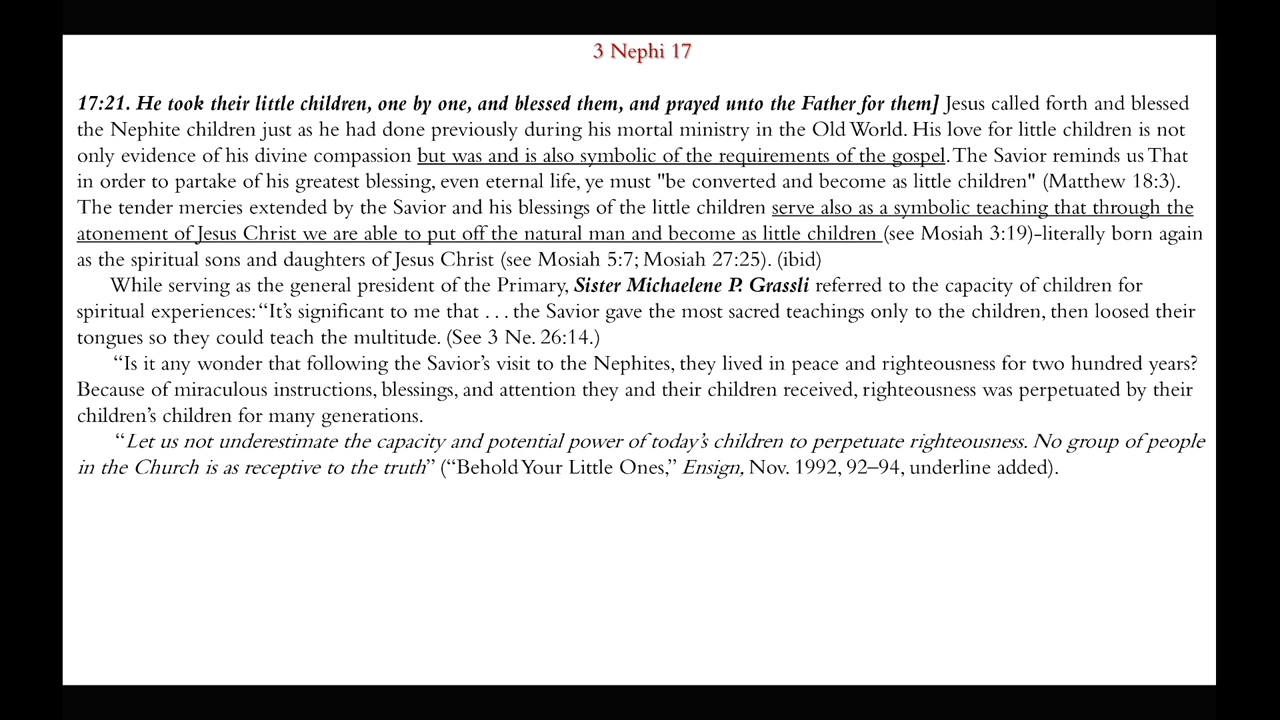 3 Nephi 17
17:21. He took their little children, one by one, and blessed them, and prayed unto the Father for them] Jesus called forth and blessed
the Nephite children just as he had done previously during his mortal ministry in the Old World. His love for little children is not
only evidence of his divine compassion but was and is also symbolic of the requirements of the gospel. The Savior reminds us That
in order to partake of his greatest blessing, even eternal life, ye must "be converted and become as little children" (Matthew 18:3).
The tender mercies extended by the Savior and his blessings of the little children serve also as a symbolic teaching that through the
atonement of Jesus Christ we are able to put off the natural man and become as little children (see Mosiah 3:19)-literally born again
as the spiritual sons and daughters of Jesus Christ (see Mosiah 5:7; Mosiah 27:25). (ibid)
While serving as the general president of the Primary, Sister Michaelene P. Grassli referred to the capacity of children for
spiritual experiences: “It’s significant to me that . . . the Savior gave the most sacred teachings only to the children, then loosed their
tongues so they could teach the multitude. (See 3 Ne. 26:14.)
“Is it any wonder that following the Savior’s visit to the Nephites, they lived in peace and righteousness for two hundred years?
Because of miraculous instructions, blessings, and attention they and their children received, righteousness was perpetuated by their
children’s children for many generations.
“Let us not underestimate the capacity and potential power of today’s children to perpetuate righteousness. No group of people
in the Church is as receptive to the truth” (“Behold Your Little Ones,” Ensign, Nov. 1992, 92–94, underline added).